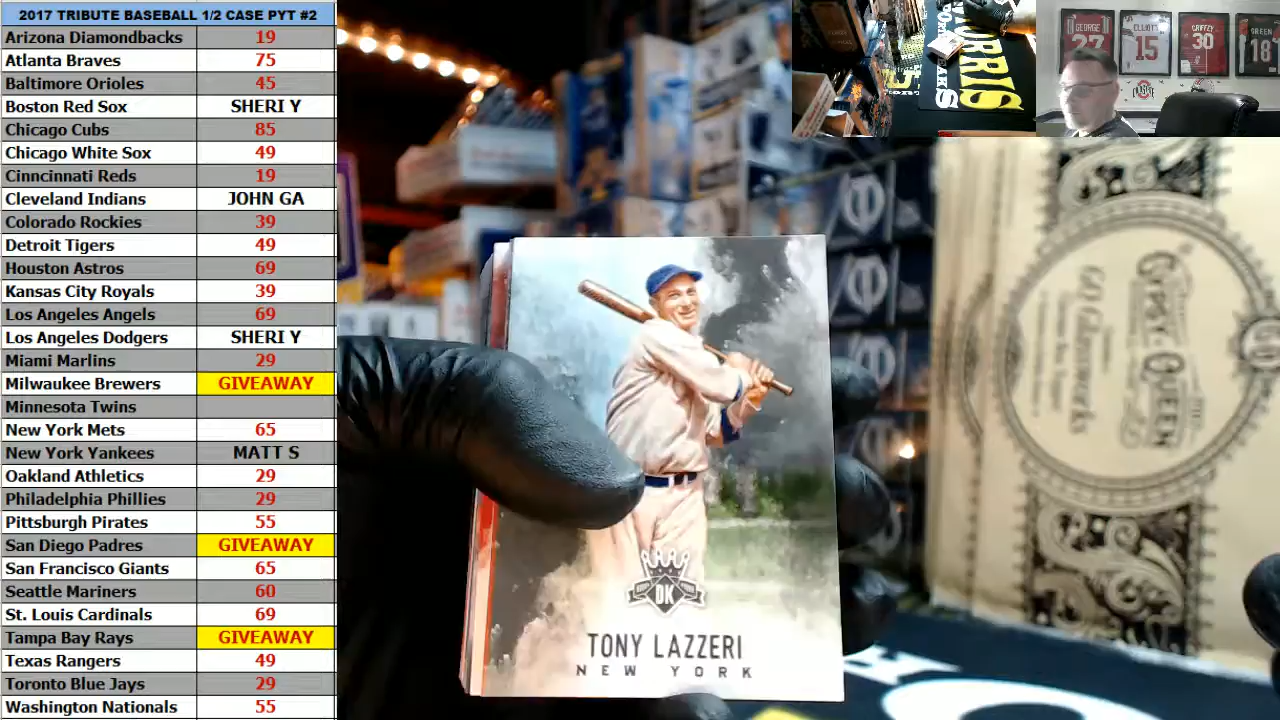 2017 TRIBUTE BASEBALL 1/2 CASE PYT #2
Arizona Diamondbacks 19
Atlanta Braves 75
Baltimore Orioles 45
Boston Red Sox SHERI Y
Chicago Cubs 85
Chicago White Sox 49
Cinncinnati Reds 19
Cleveland Indians JOHN GA
Colorado Rockies 39
Detroit Tigers 49
Houston Astros 69
Kansas City Royals 39
Los Angeles Angels 69
Los Angeles Dodgers SHERI Y
Miami Marlins 29
Milwaukee Brewers GIVEAWAY
Minnesota Twins
New York Mets 65
New York Yankees MATT S
Oakland Athletics 29
Philadelphia Phillies 29
Pittsburgh Pirates 55
San Diego Padres GIVEAWAY
San Francisco Giants 65
Seattle Mariners 60
St. Louis Cardinals 69
Tampa Bay Rays GIVEAWAY
Texas Rangers 49
Toronto Blue Jays 29
Washington Nationals 55
DK
TONY LAZZERI
NEW YORK
GEORGE 27
ELLIOTT 15
GRIFFEY 30
GREEN 18
GYPSY QUEEN